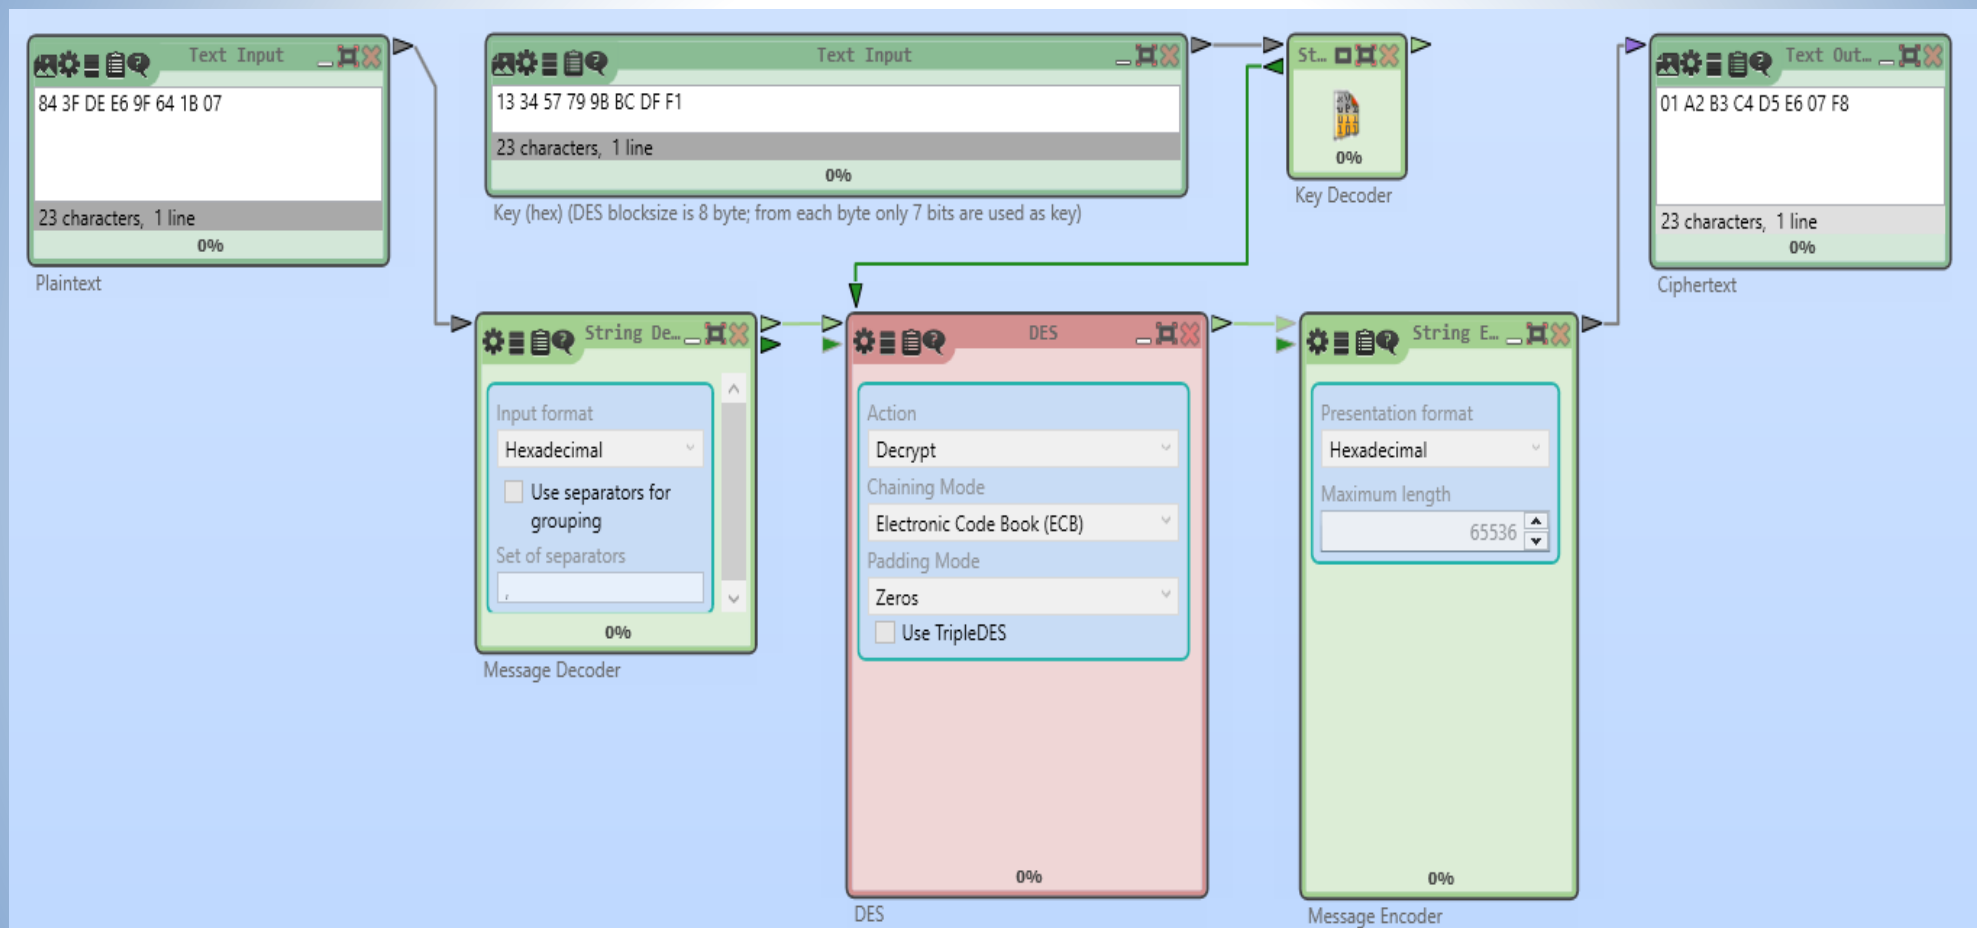 Text Input
84 3F DE E6 9F 64 1B 07
23 characters,  1 line
0%
Plaintext
Text Input
13 34 57 79 9B BC DF F1
23 characters,  1 line
0%
Key (hex) (DES blocksize is 8 byte; from each byte only 7 bits are used as key)
St...
0%
Key Decoder
Text Out...
01 A2 B3 C4 D5 E6 07 F8
23 characters,  1 line
0%
Ciphertext
String De...
Input format
Hexadecimal
Use separators for
grouping
Set of separators
,
0%
Message Decoder
DES
Action
Decrypt
Chaining Mode
Electronic Code Book (ECB)
Padding Mode
Zeros
Use TripleDES
0%
DES
String E...
Presentation format
Hexadecimal
Maximum length
65536
0%
Message Encoder